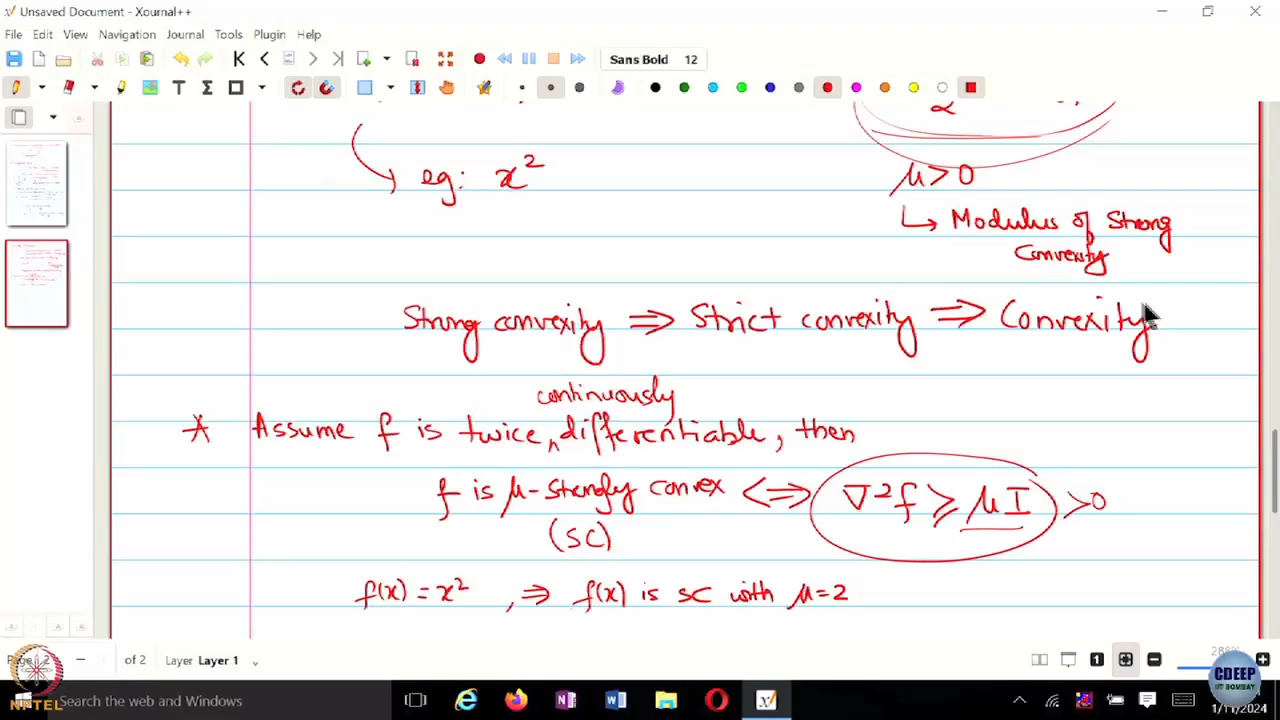 Unsaved Document - Xournal++
File Edit View Navigation Journal Tools Plugin Help
Sans Bold 12
2
eg: x²
μ > 0
↳ Modulus of Strong
Convexity
Strong convexity ⇒ Strict convexity ⇒ Convexity
continuously
* Assume f is twice ^ differentiable, then
f is μ-strongly convex ⇔ ∇²f ≥ μI > 0
(SC)
f(x) = x² , ⇒ f(x) is SC with μ=2
of 2 Layer Layer 1
NPTEL
Search the web and Windows
CDEEP
IIT BOMBAY
1/11/2024